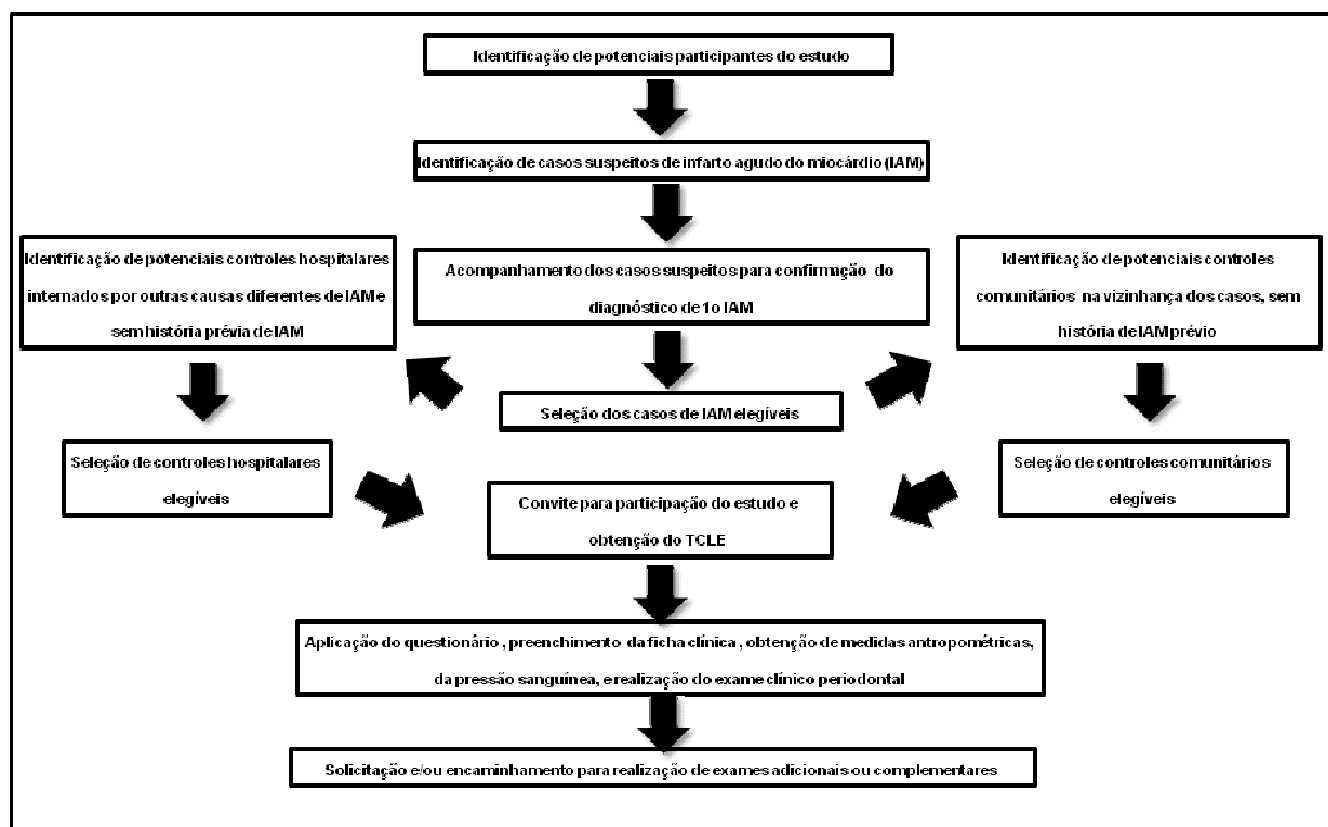 Identificação de potenciais participantes do estudo
Identificação de casos suspeitos de infarto agudo do miocárdio (IAM)
Identificação de potenciais controles hospitalares
internados por outras causas diferentes de IAM e
sem história prévia de IAM
Acompanhamento dos casos suspeitos para confirmação do
diagnóstico de 1o IAM
Identificação de potenciais controles
comunitários na vizinhança dos casos, sem
história de IAM prévio
Seleção dos casos de IAM elegíveis
Seleção de controles hospitalares
elegíveis
Seleção de controles comunitários
elegíveis
Convite para participação do estudo e
obtenção do TCLE
Aplicação do questionário , preenchimento da ficha clínica , obtenção de medidas antropométricas,
da pressão sanguínea, e realização do exame clínico periodontal
Solicitação e/ou encaminhamento para realização de exames adicionais ou complementares